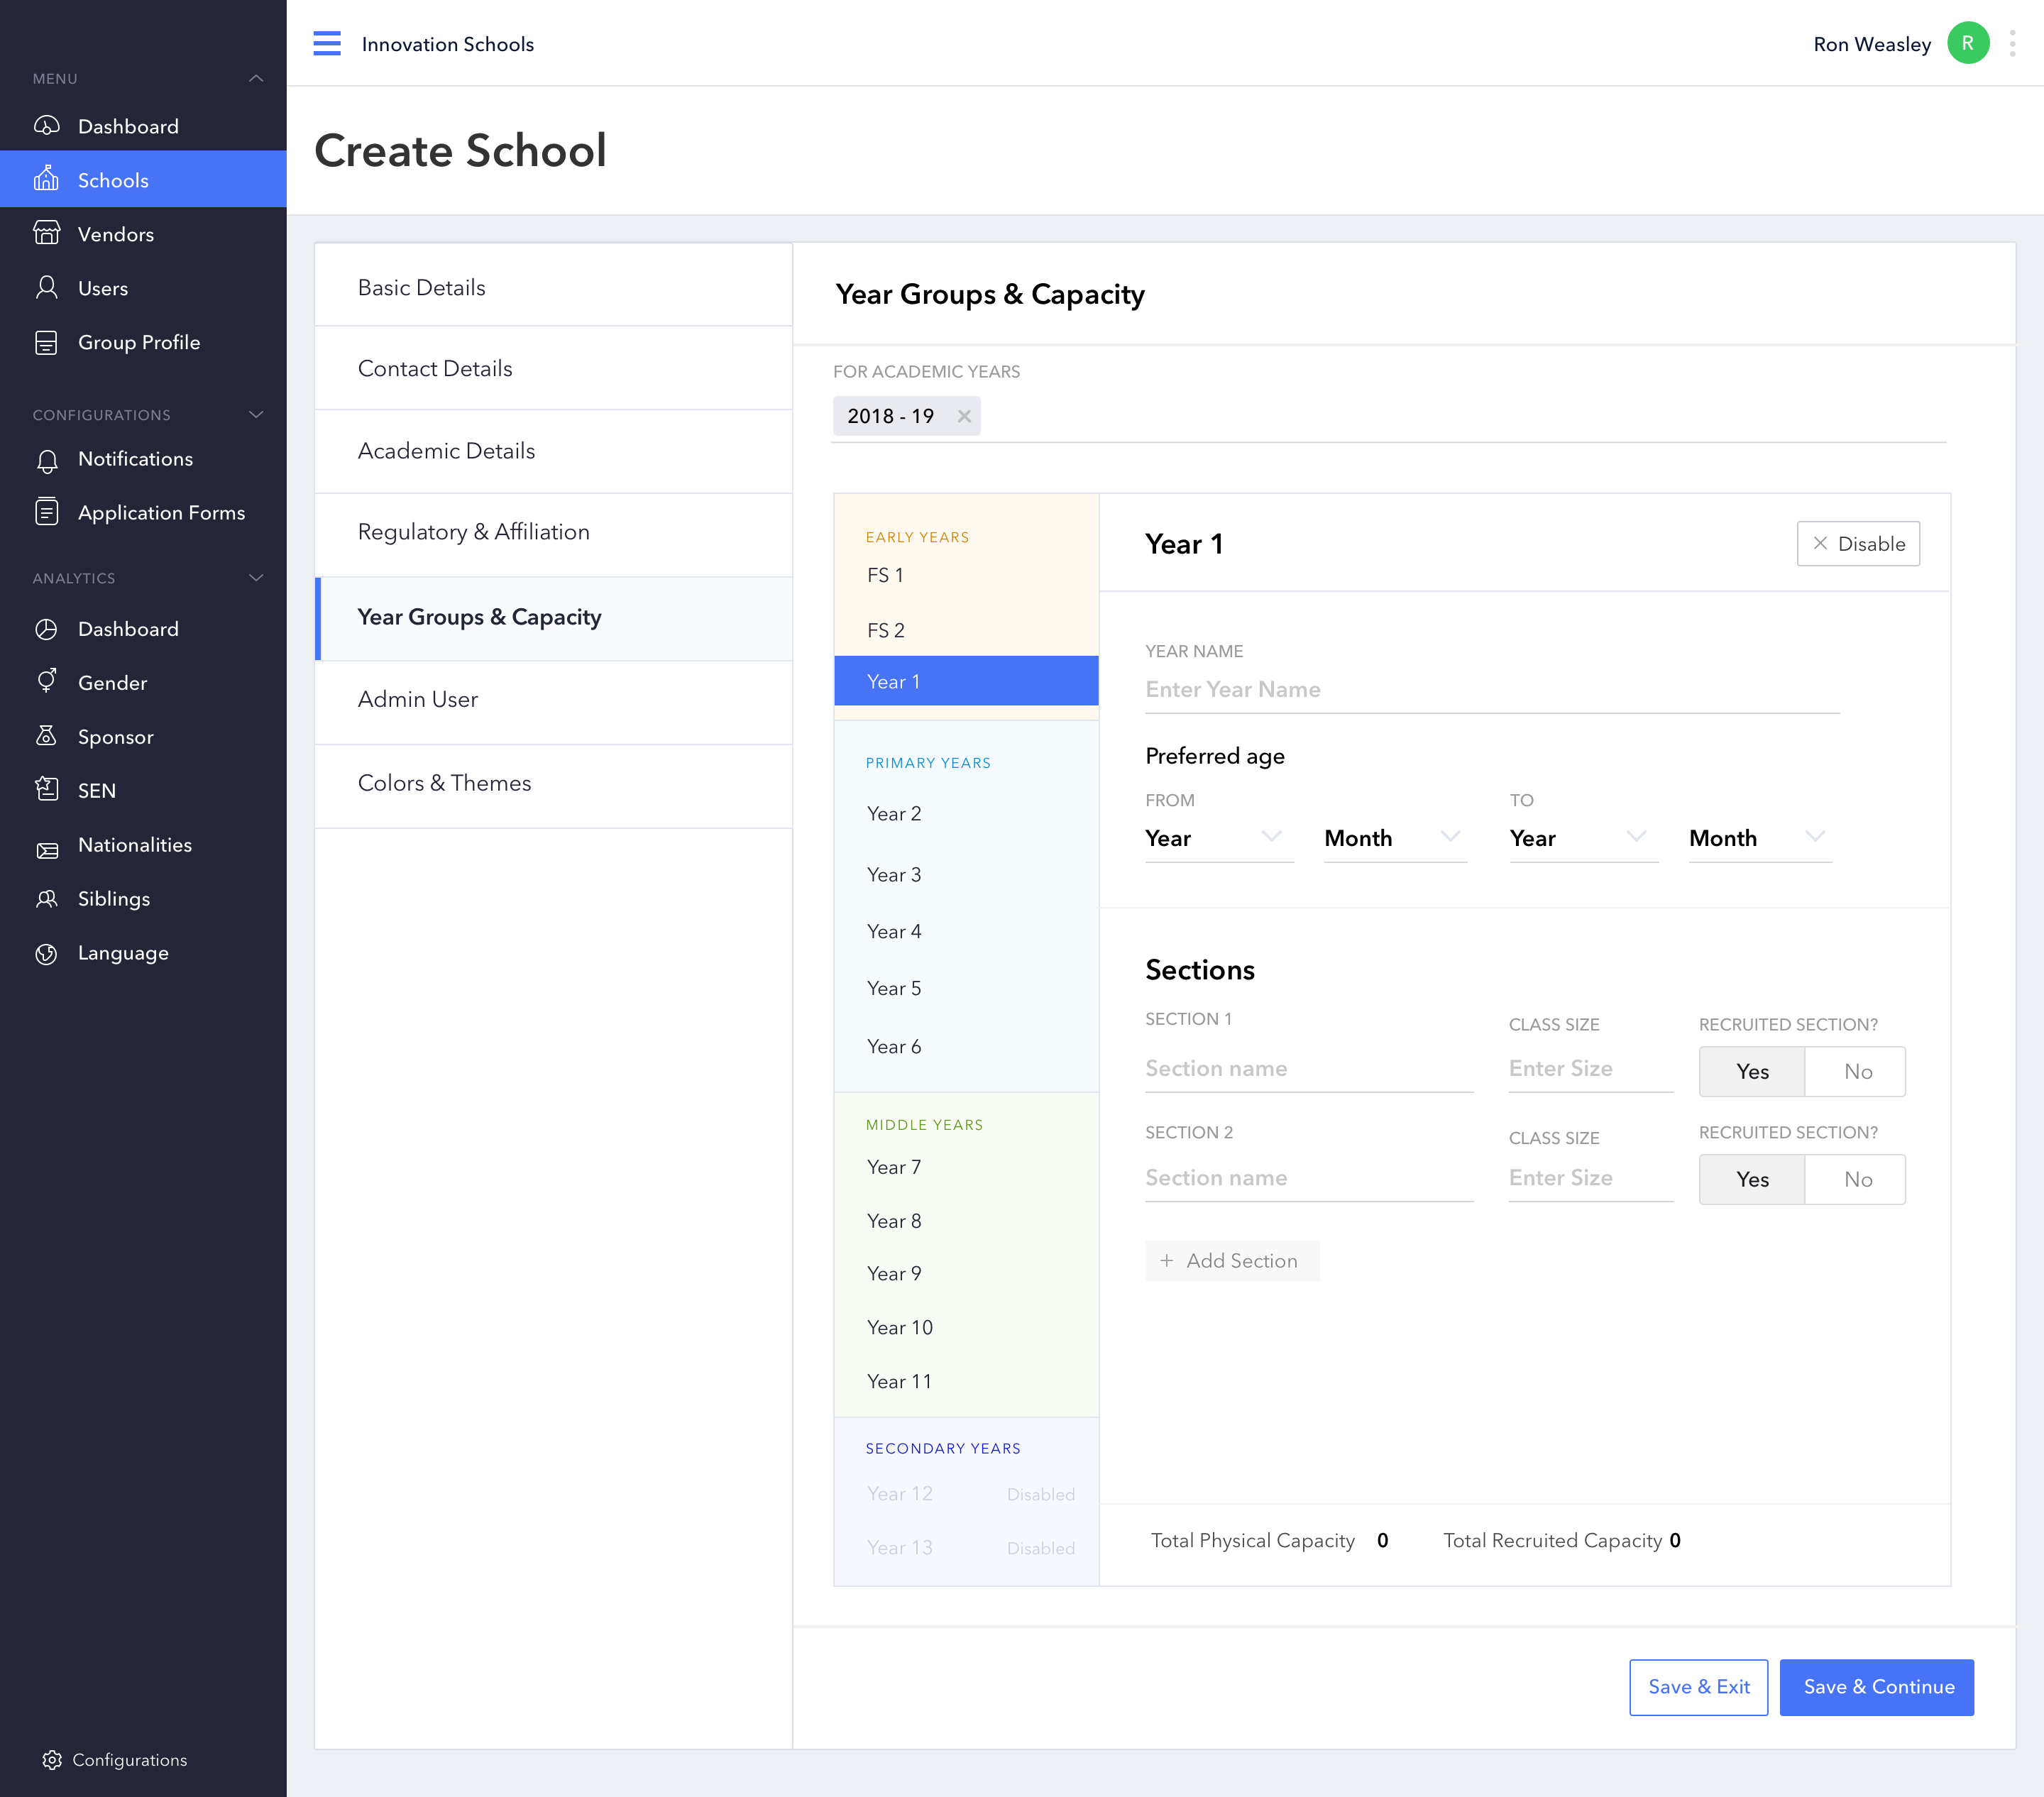 Innovation Schools
Ron Weasley
R
MENU
Dashboard
Schools
Vendors
Users
Group Profile
CONFIGURATIONS
Notifications
Application Forms
ANALYTICS
Dashboard
Gender
Sponsor
SEN
Nationalities
Siblings
Language
Configurations
Create School
Basic Details
Contact Details
Academic Details
Regulatory & Affiliation
Year Groups & Capacity
Admin User
Colors & Themes
Year Groups & Capacity
FOR ACADEMIC YEARS
2018 - 19
EARLY YEARS
FS 1
FS 2
Year 1
PRIMARY YEARS
Year 2
Year 3
Year 4
Year 5
Year 6
MIDDLE YEARS
Year 7
Year 8
Year 9
Year 10
Year 11
SECONDARY YEARS
Year 12 Disabled
Year 13 Disabled
Year 1
Disable
YEAR NAME
Enter Year Name
Preferred age
FROM TO
Year Month Year Month
Sections
SECTION 1 CLASS SIZE RECRUITED SECTION?
Section name Enter Size Yes No
SECTION 2 CLASS SIZE RECRUITED SECTION?
Section name Enter Size Yes No
+ Add Section
Total Physical Capacity 0 Total Recruited Capacity 0
Save & Exit Save & Continue